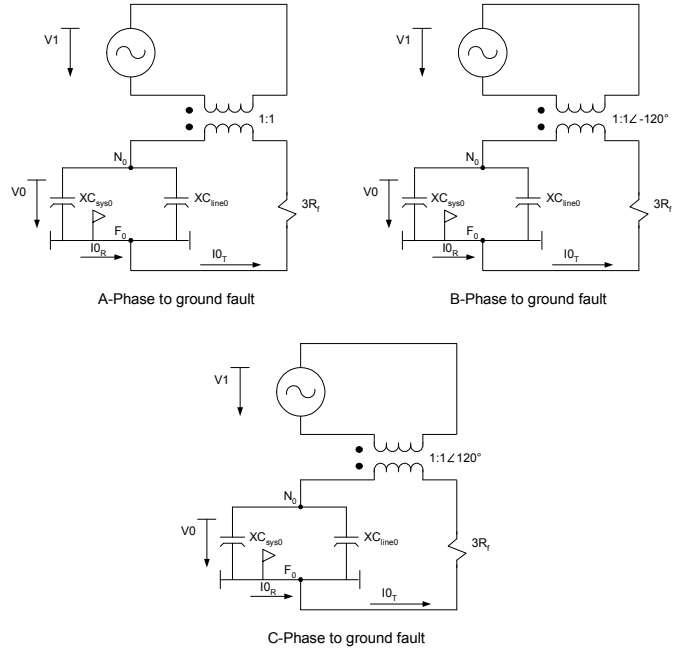 V1
1:1
N0
V0
XCsys0
XCline0
3Rf
F0
I0R
I0T
A-Phase to ground fault
V1
1:1∠-120°
N0
V0
XCsys0
XCline0
3Rf
F0
I0R
I0T
B-Phase to ground fault
V1
1:1∠120°
N0
V0
XCsys0
XCline0
3Rf
F0
I0R
I0T
C-Phase to ground fault